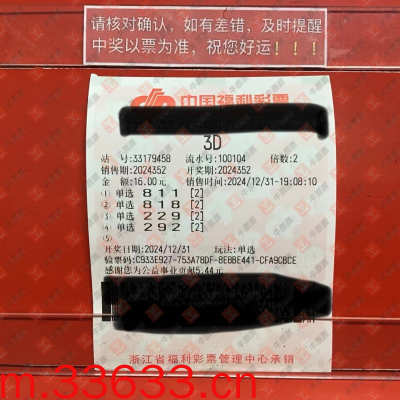 请核对确认，如有差错，及时提醒
中奖以票为准，祝您好运！！！
中国福利彩票
3D
站 号:33179458 流水号:100104 倍数:2
销售期:2024352 开奖期:2024352
金 额:16.00元 销售时间:2024/12/31-19:08:10
① 单选 8 1 1 [2]
② 单选 8 1 8 [2]
③ 单选 2 2 9 [2]
④ 单选 2 9 2 [2]
⑤
开奖日期:2024/12/31 玩法:单选
验票码:C933E927-753A78DF-8EBBE441-CFA9CBCE
感谢您为公益事业贡献5.44元
浙江省福利彩票管理中心承销
m.33633.cn